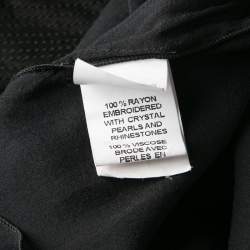 100% RAYON
EMBROIDERED
WITH CRYSTAL
PEARLS AND
RHINESTONES
100% VISCOSE
BRODE AVEC
PERLES EN